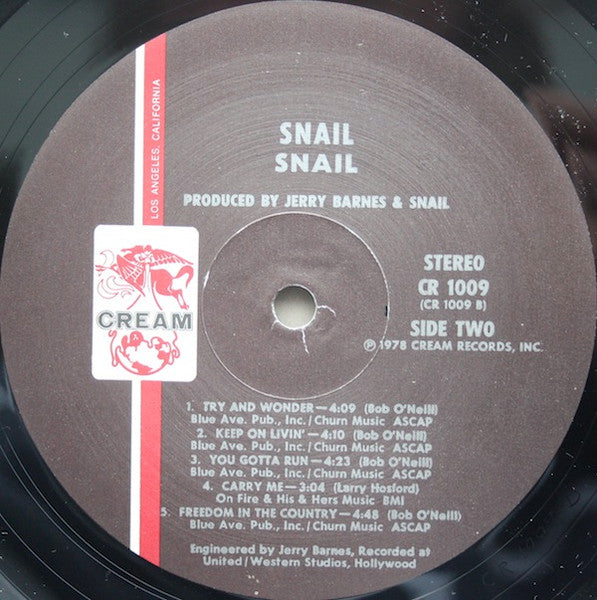 LOS ANGELES, CALIFORNIA
SNAIL
SNAIL
PRODUCED BY JERRY BARNES & SNAIL
CREAM
STEREO
CR 1009
(CR 1009 B)
SIDE TWO
Ⓟ 1978 CREAM RECORDS, INC.
1. TRY AND WONDER—4:09 (Bob O'Neill)
Blue Ave. Pub., Inc./Churn Music ASCAP
2. KEEP ON LIVIN'—4:10 (Bob O'Neill)
Blue Ave. Pub., Inc./Churn Music ASCAP
3. YOU GOTTA RUN—4:23 (Bob O'Neill)
Blue Ave. Pub., Inc./Churn Music ASCAP
4. CARRY ME—3:04 (Larry Hosford)
On Fire & His & Hers Music BMI
5. FREEDOM IN THE COUNTRY—4:48 (Bob O'Neill)
Blue Ave. Pub., Inc./Churn Music ASCAP
Engineered by Jerry Barnes, Recorded at
United/Western Studios, Hollywood